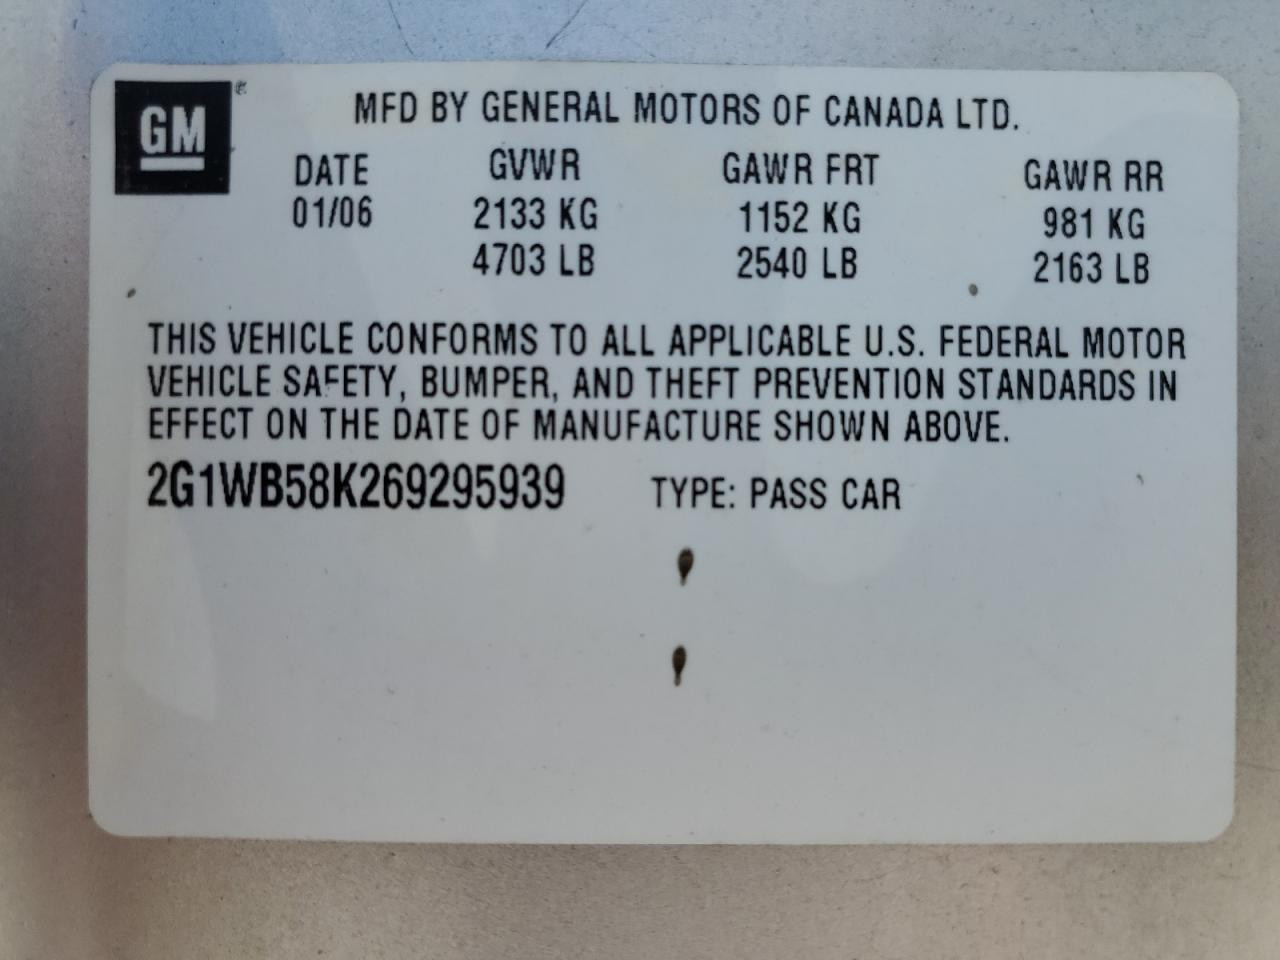 GM
MFD BY GENERAL MOTORS OF CANADA LTD.
DATE GVWR GAWR FRT GAWR RR
01/06 2133 KG 1152 KG 981 KG
4703 LB 2540 LB 2163 LB
THIS VEHICLE CONFORMS TO ALL APPLICABLE U.S. FEDERAL MOTOR
VEHICLE SAFETY, BUMPER, AND THEFT PREVENTION STANDARDS IN
EFFECT ON THE DATE OF MANUFACTURE SHOWN ABOVE.
2G1WB58K269295939 TYPE: PASS CAR